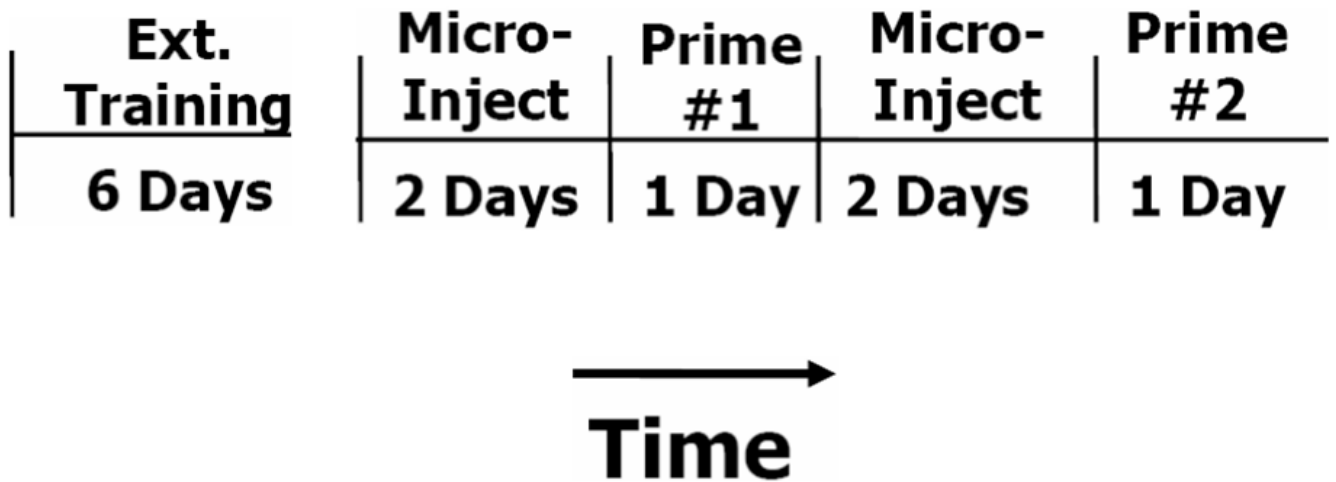 Ext.
Training
6 Days
Micro-
Inject
2 Days
Prime
#1
1 Day
Micro-
Inject
2 Days
Prime
#2
1 Day
Time